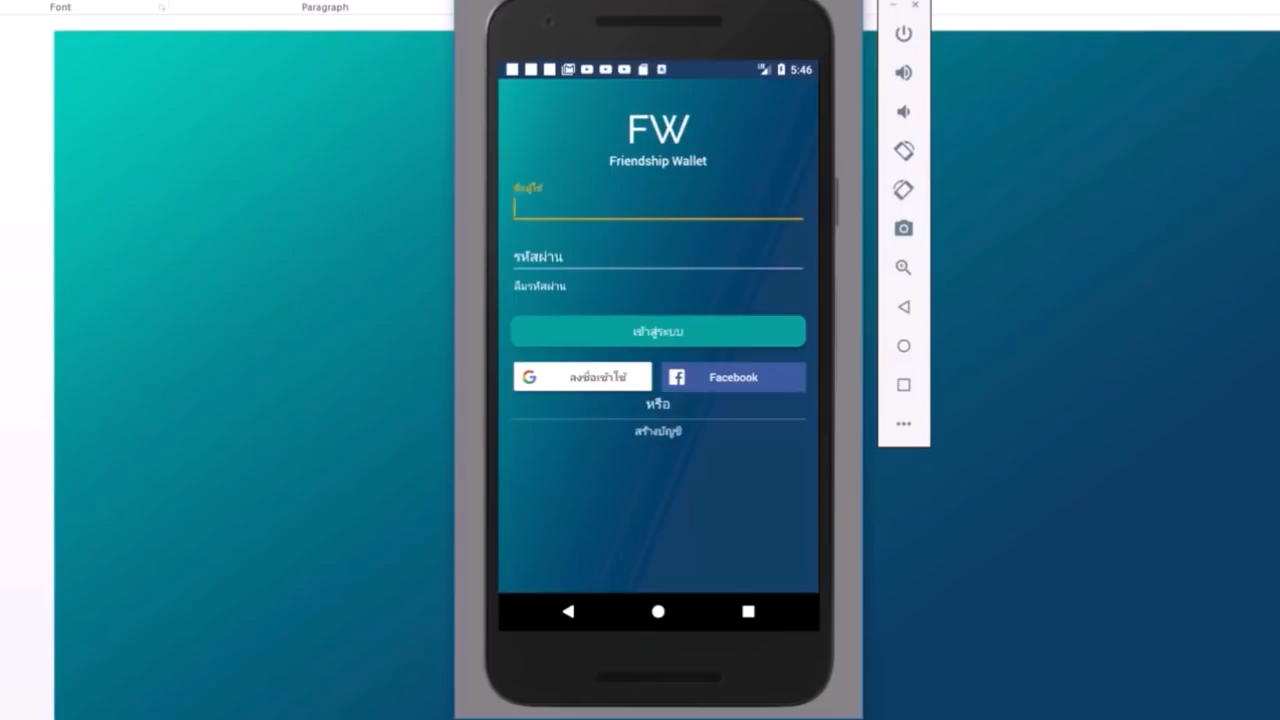 Font Paragraph
5:46
FW
Friendship Wallet
ชื่อผู้ใช้
รหัสผ่าน
ลืมรหัสผ่าน
เข้าสู่ระบบ
ลงชื่อเข้าใช้ Facebook
หรือ
สร้างบัญชี